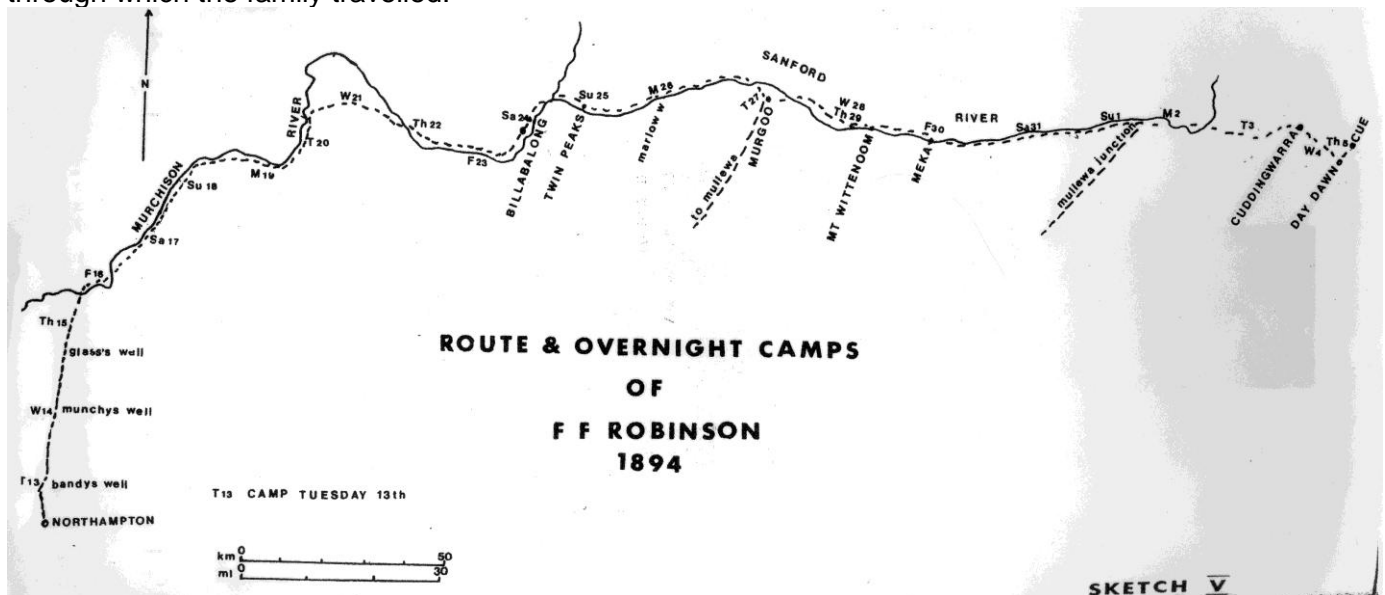 through which the family travelled.
N
MURCHISON
RIVER
SANFORD
RIVER
NORTHAMPTON
T13 bandys well
W14 munchys well
glass's well
Th15
F16
Sa17
Su18
M19
T20
W21
Th22
F23
Sa24
BILLABALONG
TWIN PEAKS
Su25
M26
marlow w
T27
to mullewa
MURGOO
W28
Th29
MT WITTENOOM
F30
MEKA
Sa31
Su1
mullewa junction
M2
T3
CUDDINGWARRA
W4
Th5
DAY DAWN
CUE
ROUTE & OVERNIGHT CAMPS
OF
F F ROBINSON
1894
T13 CAMP TUESDAY 13th
km 0 50
ml 0 30
SKETCH V